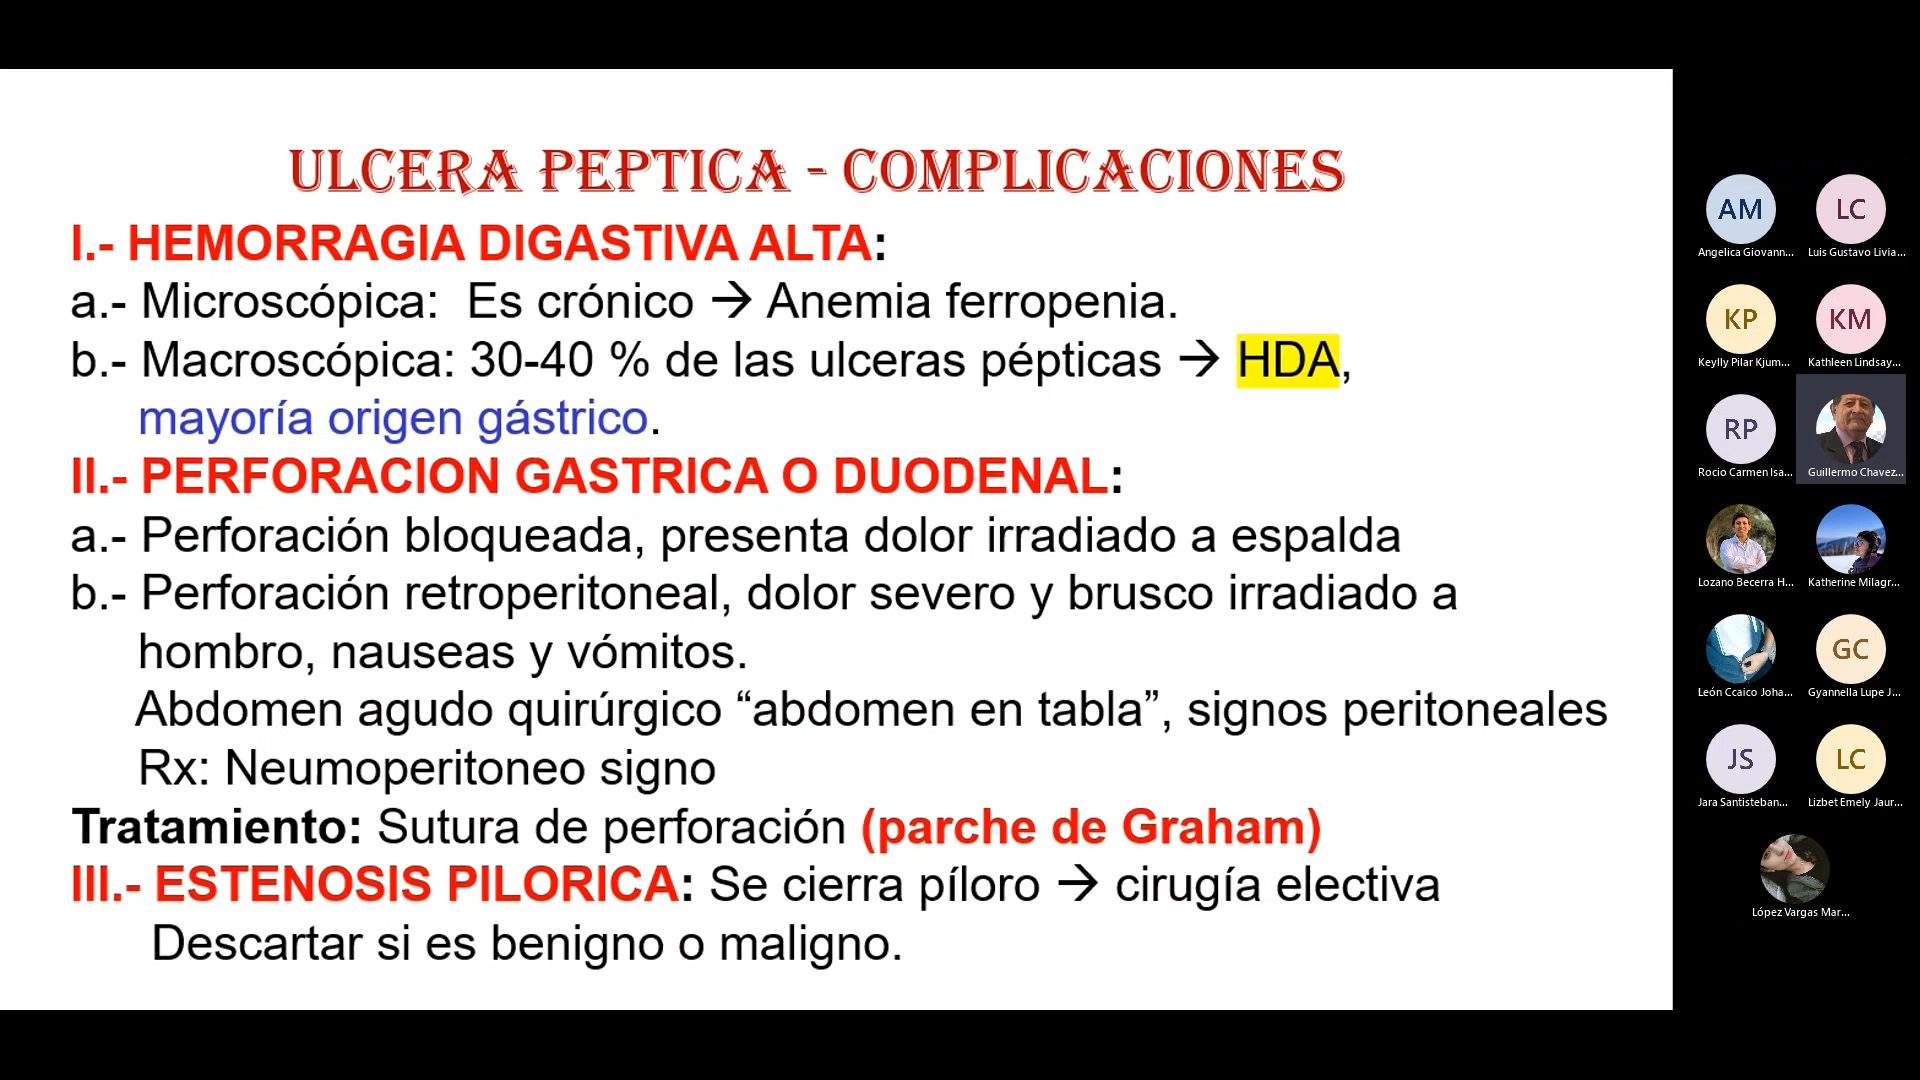 ULCERA PEPTICA - COMPLICACIONES
I.- HEMORRAGIA DIGASTIVA ALTA:
a.- Microscópica: Es crónico → Anemia ferropenia.
b.- Macroscópica: 30-40 % de las ulceras pépticas → HDA,
mayoría origen gástrico.
II.- PERFORACION GASTRICA O DUODENAL:
a.- Perforación bloqueada, presenta dolor irradiado a espalda
b.- Perforación retroperitoneal, dolor severo y brusco irradiado a
hombro, nauseas y vómitos.
Abdomen agudo quirúrgico “abdomen en tabla”, signos peritoneales
Rx: Neumoperitoneo signo
Tratamiento: Sutura de perforación (parche de Graham)
III.- ESTENOSIS PILORICA: Se cierra píloro → cirugía electiva
Descartar si es benigno o maligno.
AM
Angelica Giovann...
LC
Luis Gustavo Livia...
KP
Keylly Pilar Kjum...
KM
Kathleen Lindsay...
RP
Rocio Carmen Isa...
Guillermo Chavez...
Lozano Becerra H...
Katherine Milagr...
León Ccaico Joha...
GC
Gyannella Lupe J...
JS
Jara Santisteban...
LC
Lizbet Emely Jaur...
López Vargas Mar...